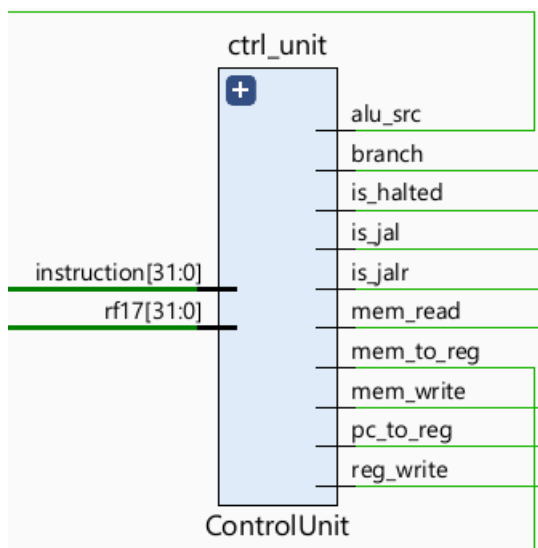 ctrl_unit
alu_src
branch
is_halted
is_jal
instruction[31:0]
is_jalr
rf17[31:0]
mem_read
mem_to_reg
mem_write
pc_to_reg
reg_write
ControlUnit